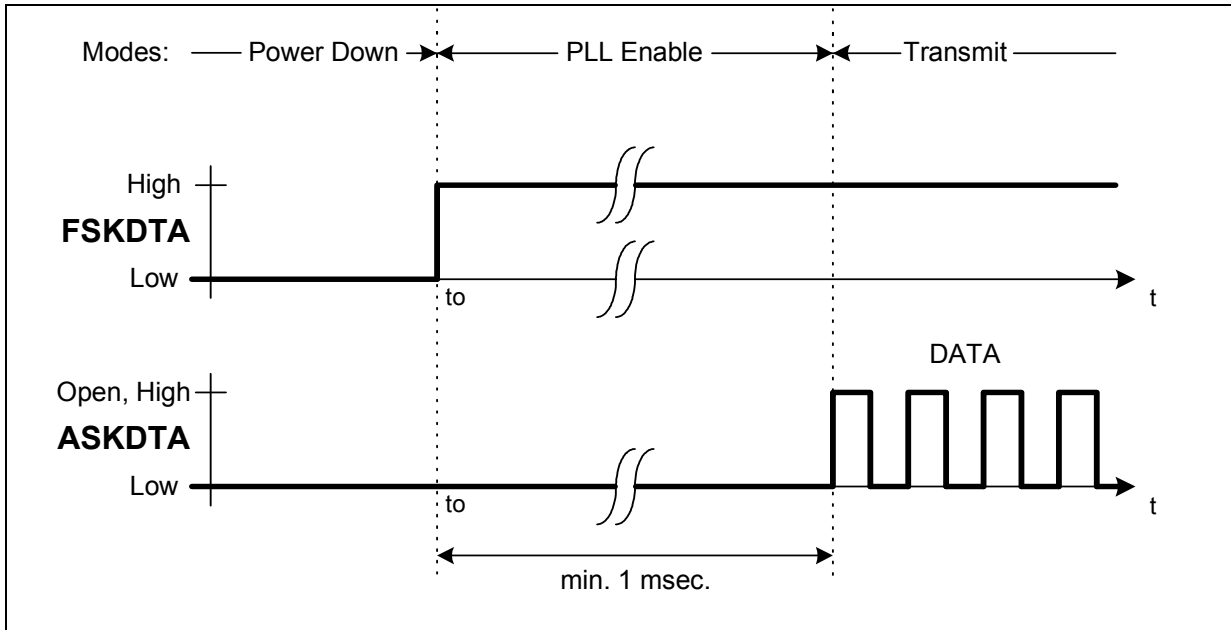 Modes: Power Down PLL Enable Transmit
High
FSKDTA
Low
to
t
DATA
Open, High
ASKDTA
Low
to
t
min. 1 msec.